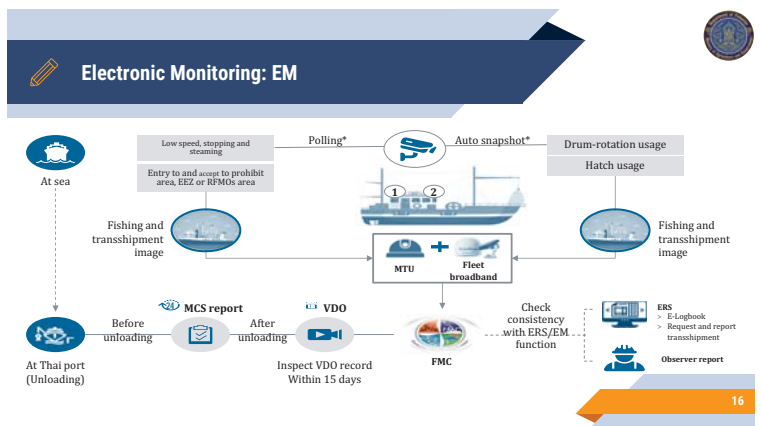 Electronic Monitoring: EM
Low speed, stopping and
steaming
Polling*
Auto snapshot*
Drum-rotation usage
Hatch usage
Entry to and accept to prohibit
area, EEZ or RFMOs area
At sea
1
2
Fishing and
transshipment
image
Fishing and
transshipment
image
MTU
Fleet
broadband
24
MCS report
VDO
Before
unloading
After
unloading
Check
consistency
with ERS/EM
function
ERS
> E-Logbook
> Request and report
transshipment
FMC
Observer report
At Thai port
(Unloading)
Inspect VDO record
Within 15 days
16